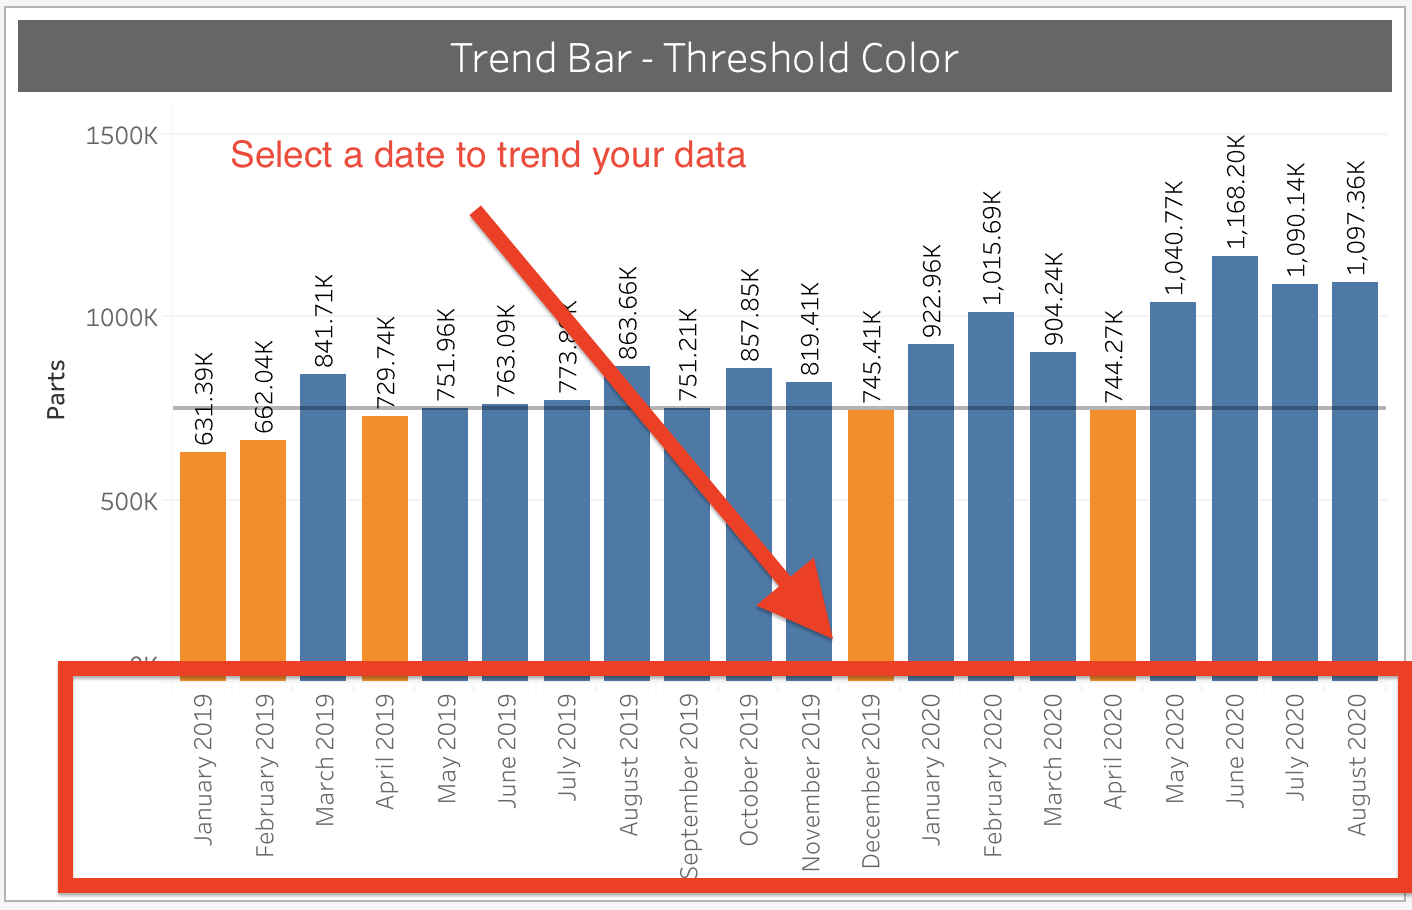 Trend Bar - Threshold Color
Select a date to trend your data
1500K
1000K
500K
Parts
631.39K
662.04K
841.71K
729.74K
751.96K
763.09K
863.66K
751.21K
857.85K
819.41K
745.41K
922.96K
1,015.69K
904.24K
744.27K
1,040.77K
1,168.20K
1,090.14K
1,097.36K
January 2019
February 2019
March 2019
April 2019
May 2019
June 2019
July 2019
August 2019
September 2019
October 2019
November 2019
December 2019
January 2020
February 2020
March 2020
April 2020
May 2020
June 2020
July 2020
August 2020